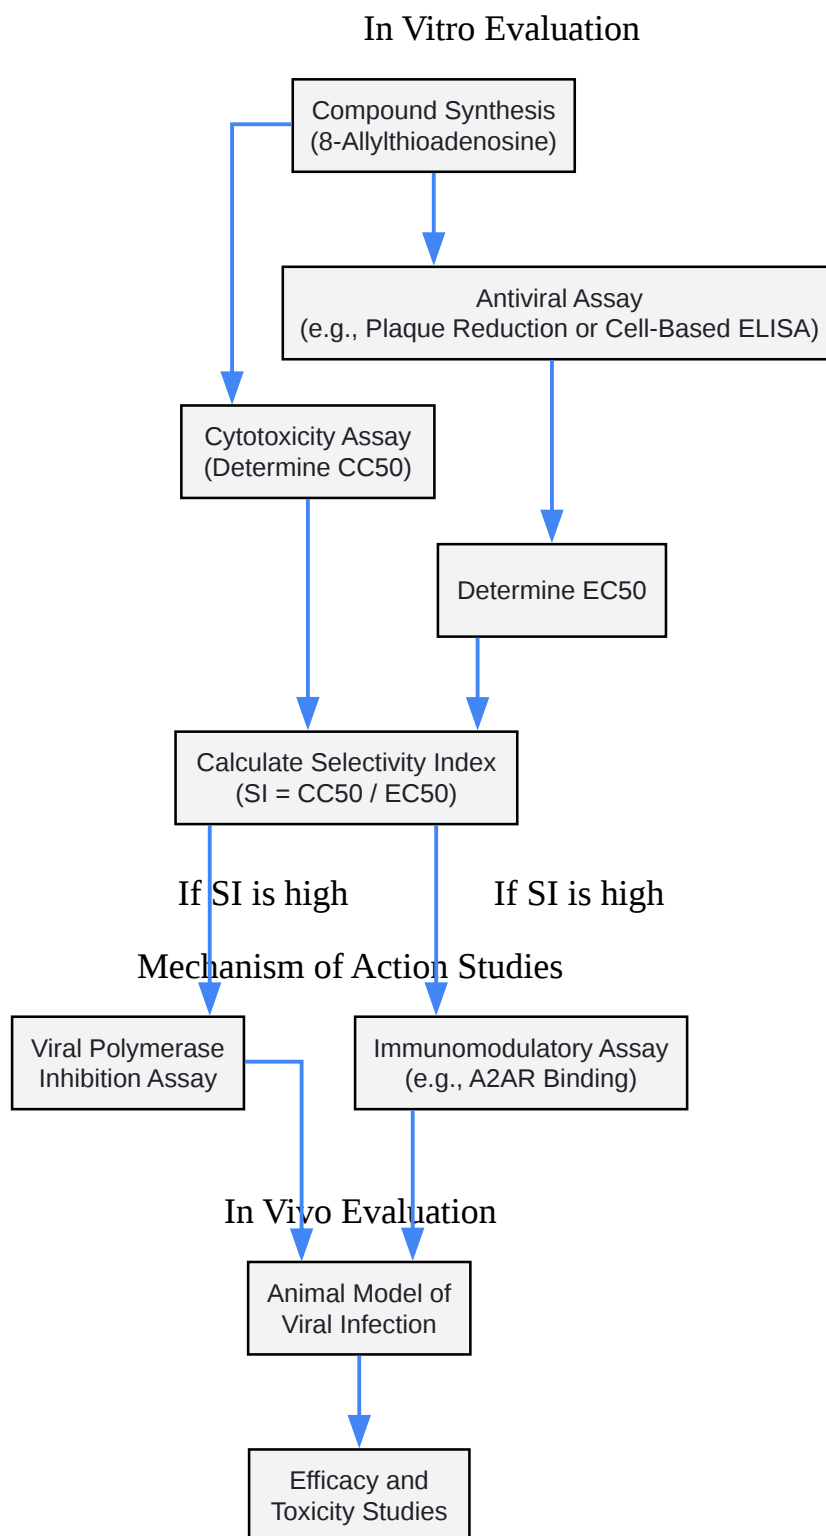 In Vitro Evaluation
Compound Synthesis
(8-Allylthioadenosine)
Antiviral Assay
(e.g., Plaque Reduction or Cell-Based ELISA)
Cytotoxicity Assay
(Determine CC50)
Determine EC50
Calculate Selectivity Index
(SI = CC50 / EC50)
If SI is high
If SI is high
Mechanism of Action Studies
Viral Polymerase
Inhibition Assay
Immunomodulatory Assay
(e.g., A2AR Binding)
In Vivo Evaluation
Animal Model of
Viral Infection
Efficacy and
Toxicity Studies